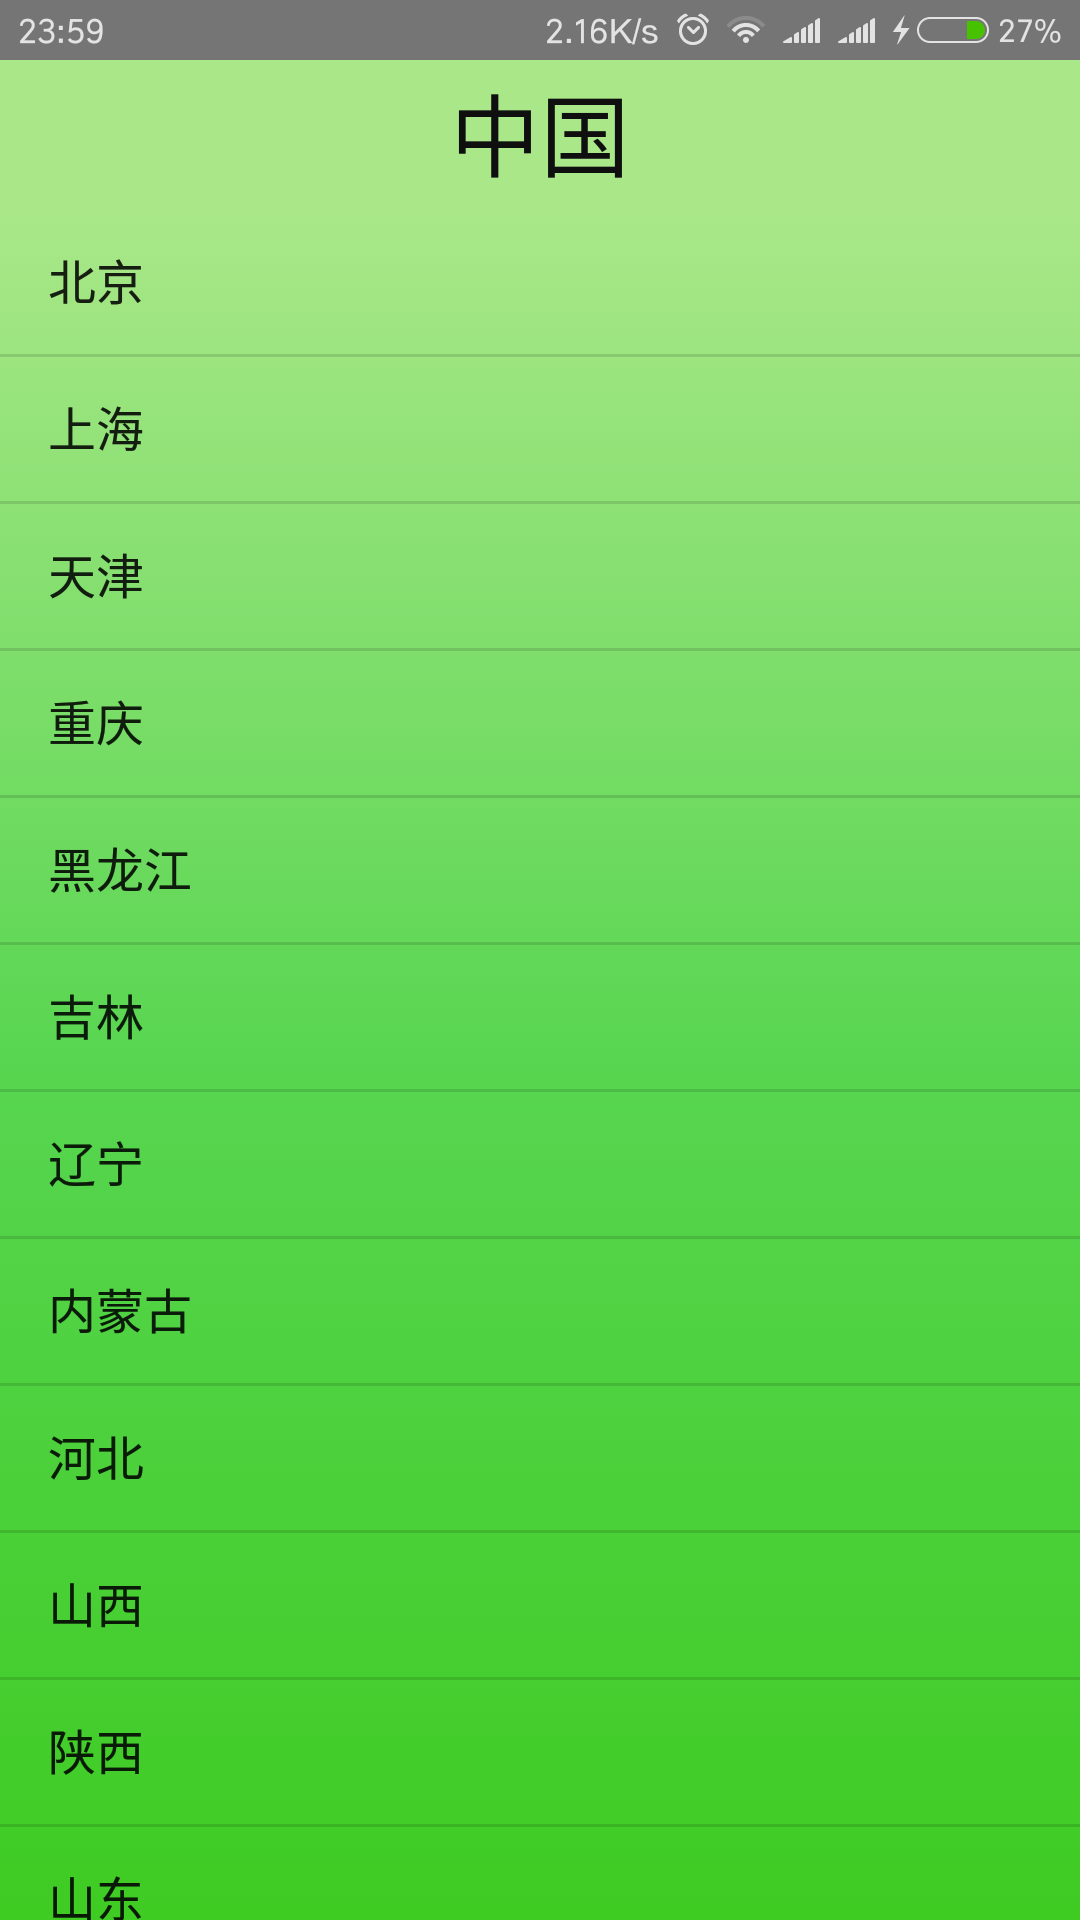 23:59 2.16K/s 27%
中国
北京
上海
天津
重庆
黑龙江
吉林
辽宁
内蒙古
河北
山西
陕西
山东